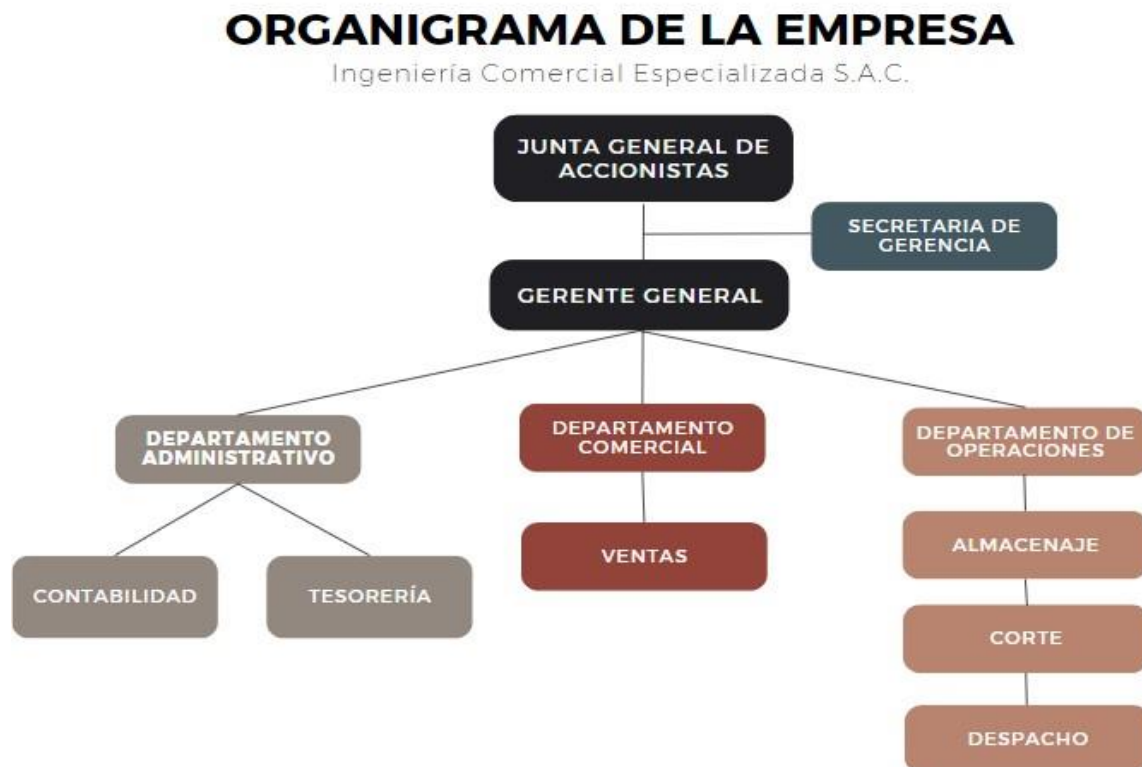 ORGANIGRAMA DE LA EMPRESA
Ingeniería Comercial Especializada S.A.C.
JUNTA GENERAL DE
ACCIONISTAS
SECRETARIA DE
GERENCIA
GERENTE GENERAL
DEPARTAMENTO
ADMINISTRATIVO
DEPARTAMENTO
COMERCIAL
DEPARTAMENTO DE
OPERACIONES
CONTABILIDAD
TESORERÍA
VENTAS
ALMACENAJE
CORTE
DESPACHO